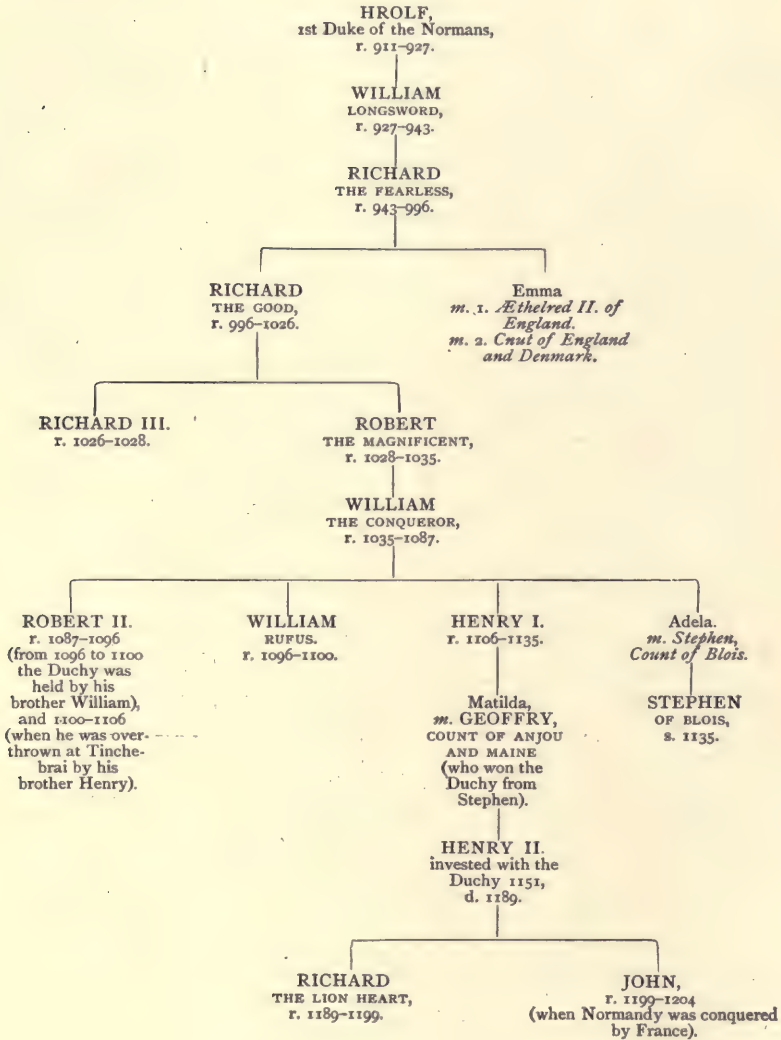 HROLF,
1st Duke of the Normans,
r. 911–927.
WILLIAM
LONGSWORD,
r. 927–943.
RICHARD
THE FEARLESS,
r. 943–996.
RICHARD
THE GOOD,
r. 996–1026.
Emma
m. 1. Æthelred II. of
England.
m. 2. Cnut of England
and Denmark.
RICHARD III.
r. 1026–1028.
ROBERT
THE MAGNIFICENT,
r. 1028–1035.
WILLIAM
THE CONQUEROR,
r. 1035–1087.
ROBERT II.
r. 1087–1096
(from 1096 to 1100
the Duchy was
held by his
brother William),
and 1100–1106
(when he was over-
thrown at Tinche-
brai by his
brother Henry).
WILLIAM
RUFUS.
r. 1096–1100.
HENRY I.
r. 1106–1135.
Matilda,
m. GEOFFRY,
COUNT OF ANJOU
AND MAINE
(who won the
Duchy from
Stephen).
Adela.
m. Stephen,
Count of Blois.
STEPHEN
OF BLOIS,
s. 1135.
HENRY II.
invested with the
Duchy 1151,
d. 1189.
RICHARD
THE LION HEART,
r. 1189–1199.
JOHN,
r. 1199–1204
(when Normandy was conquered
by France).